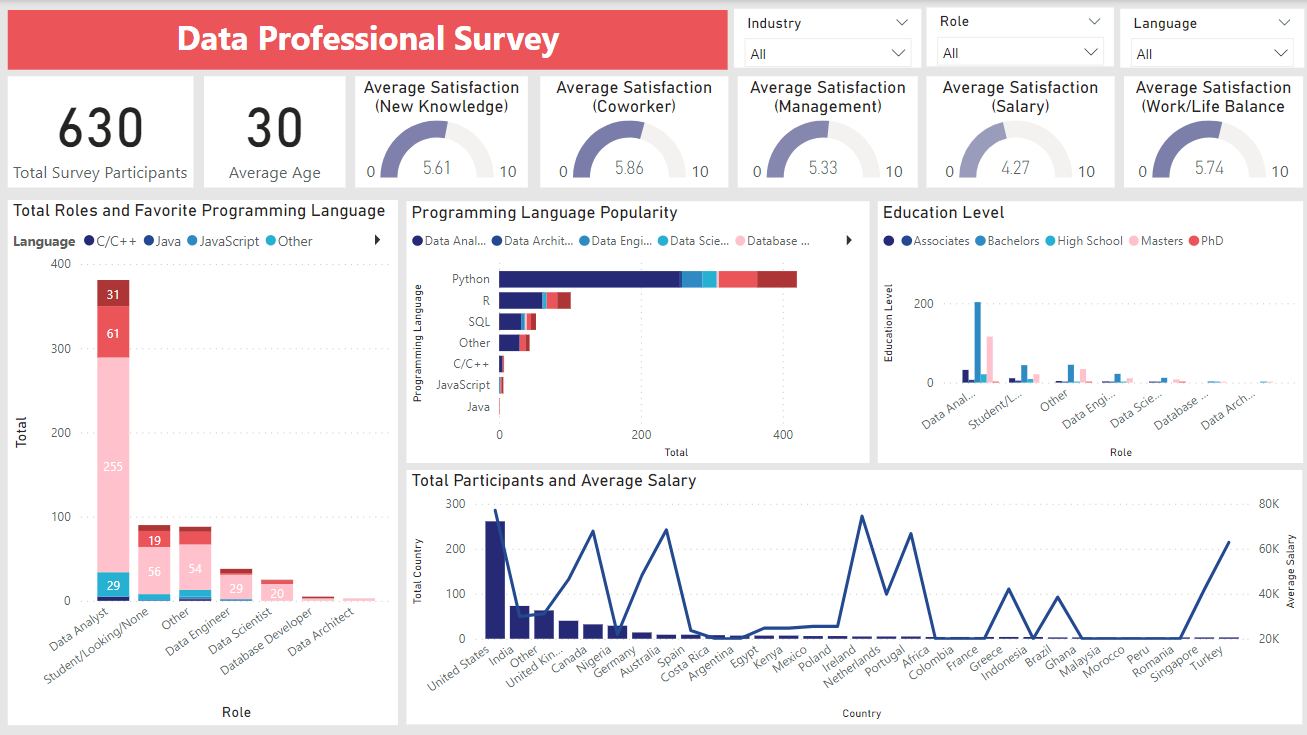 Data Professional Survey
Industry
All
Role
All
Language
All
630
Total Survey Participants
30
Average Age
Average Satisfaction
(New Knowledge)
0
5.61
10
Average Satisfaction
(Coworker)
0
5.86
10
Average Satisfaction
(Management)
0
5.33
10
Average Satisfaction
(Salary)
0
4.27
10
Average Satisfaction
(Work/Life Balance
0
5.74
10
Total Roles and Favorite Programming Language
Language C/C++ Java JavaScript Other
400
300
200
100
0
Total
31
61
255
29
19
56
54
29
20
Data Analyst
Student/Looking/None
Other
Data Engineer
Data Scientist
Database Developer
Data Architect
Role
Programming Language Popularity
Data Anal... Data Archit... Data Engi... Data Scie... Database ...
Programming Language
Python
R
SQL
Other
C/C++
JavaScript
Java
0 200 400
Total
Education Level
Associates Bachelors High School Masters PhD
Education Level
200
0
Data Anal...
Student/L...
Other
Data Engi...
Data Scie...
Database ...
Data Arch...
Role
Total Participants and Average Salary
Total Country
300
200
100
0
80K
60K
40K
20K
Average Salary
United States
India
Other
United Kin...
Canada
Nigeria
Germany
Australia
Spain
Costa Rica
Argentina
Egypt
Kenya
Mexico
Poland
Ireland
Netherlands
Portugal
Africa
Colombia
France
Greece
Indonesia
Brazil
Ghana
Malaysia
Morocco
Peru
Romania
Singapore
Turkey
Country